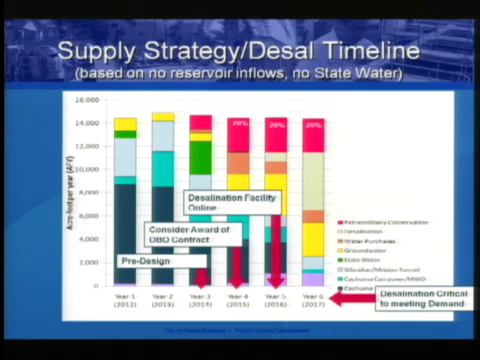 Supply Strategy/Desal Timeline
(based on no reservoir inflows, no State Water)
16,000
14,000
12,000
10,000
8,000
6,000
4,000
2,000
0
Acre-feet per year (AFY)
20%
20%
20%
Desalination Facility
Online
Consider Award of
DBO Contract
Pre-Design
Extraordinary Conservation
Desalination
Water Purchases
Groundwater
State Water
Gibraltar/Mission Tunnel
Cachuma Carryover/MWD
Cachuma
Year 1
(2012)
Year 2
(2013)
Year 3
(2014)
Year 4
(2015)
Year 5
(2016)
Year 6
(2017)
Desalination Critical
to meeting Demand
City of Santa Barbara • Public Works Department